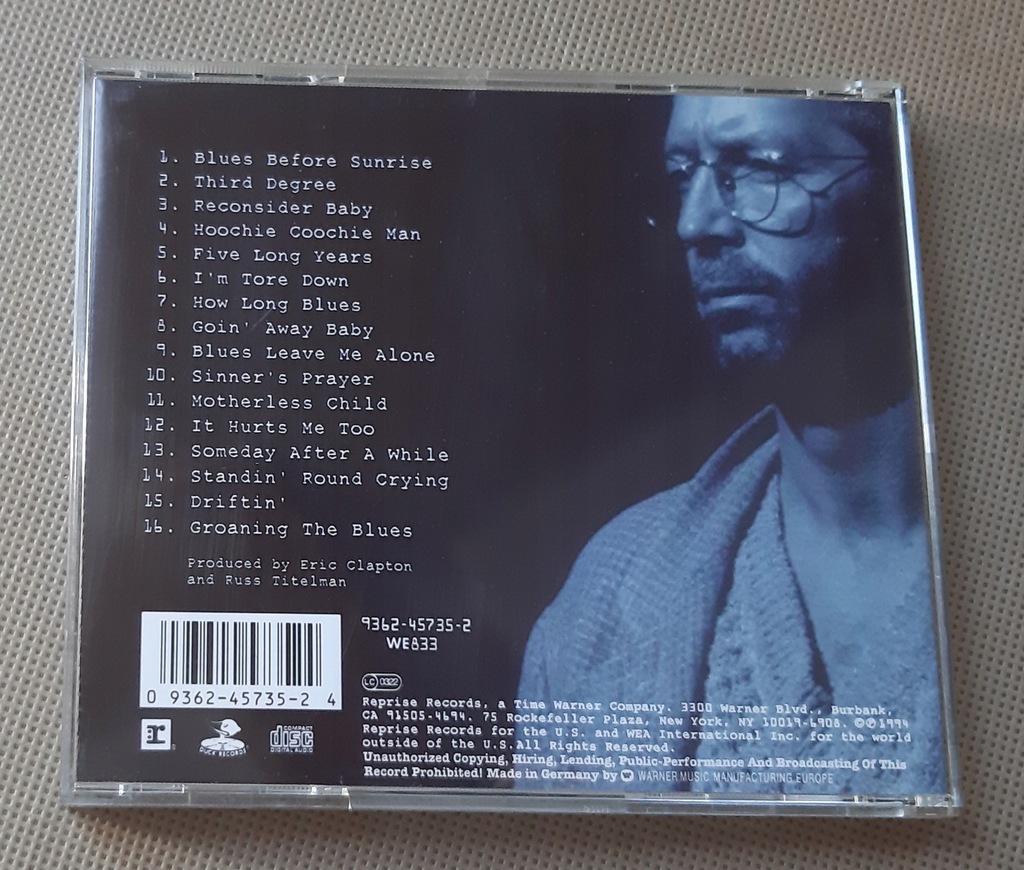 1. Blues Before Sunrise
2. Third Degree
3. Reconsider Baby
4. Hoochie Coochie Man
5. Five Long Years
6. I'm Tore Down
7. How Long Blues
8. Goin' Away Baby
9. Blues Leave Me Alone
10. Sinner's Prayer
11. Motherless Child
12. It Hurts Me Too
13. Someday After A While
14. Standin' Round Crying
15. Driftin'
16. Groaning The Blues
Produced by Eric Clapton
and Russ Titelman
0 9362-45735-2 4
9362-45735-2
WE833
LC 0322
r
DUCK RECORDS
COMPACT
disc
DIGITAL AUDIO
Reprise Records, a Time Warner Company. 3300 Warner Blvd., Burbank,
CA 91505-4694. 75 Rockefeller Plaza, New York, NY 10019-6908. ©℗1994
Reprise Records for the U.S. and WEA International Inc. for the world
outside of the U.S.All Rights Reserved.
Unauthorized Copying, Hiring, Lending, Public-Performance And Broadcasting Of This
Record Prohibited! Made in Germany by WARNER MUSIC MANUFACTURING EUROPE